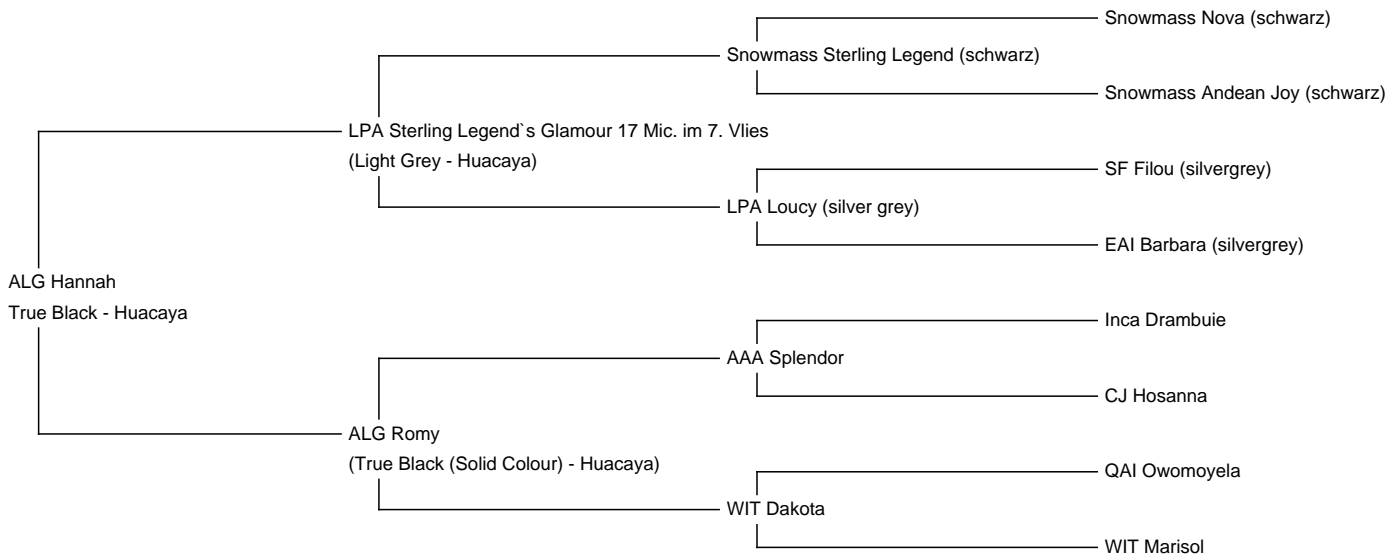 Snowmass Nova (schwarz)
Snowmass Sterling Legend (schwarz)
Snowmass Andean Joy (schwarz)
LPA Sterling Legend`s Glamour 17 Mic. im 7. Vlies
(Light Grey - Huacaya)
SF Filou (silvergrey)
LPA Loucy (silver grey)
EAI Barbara (silvergrey)
ALG Hannah
True Black - Huacaya
Inca Drambuie
AAA Splendor
CJ Hosanna
ALG Romy
(True Black (Solid Colour) - Huacaya)
QAI Owomoyela
WIT Dakota
WIT Marisol